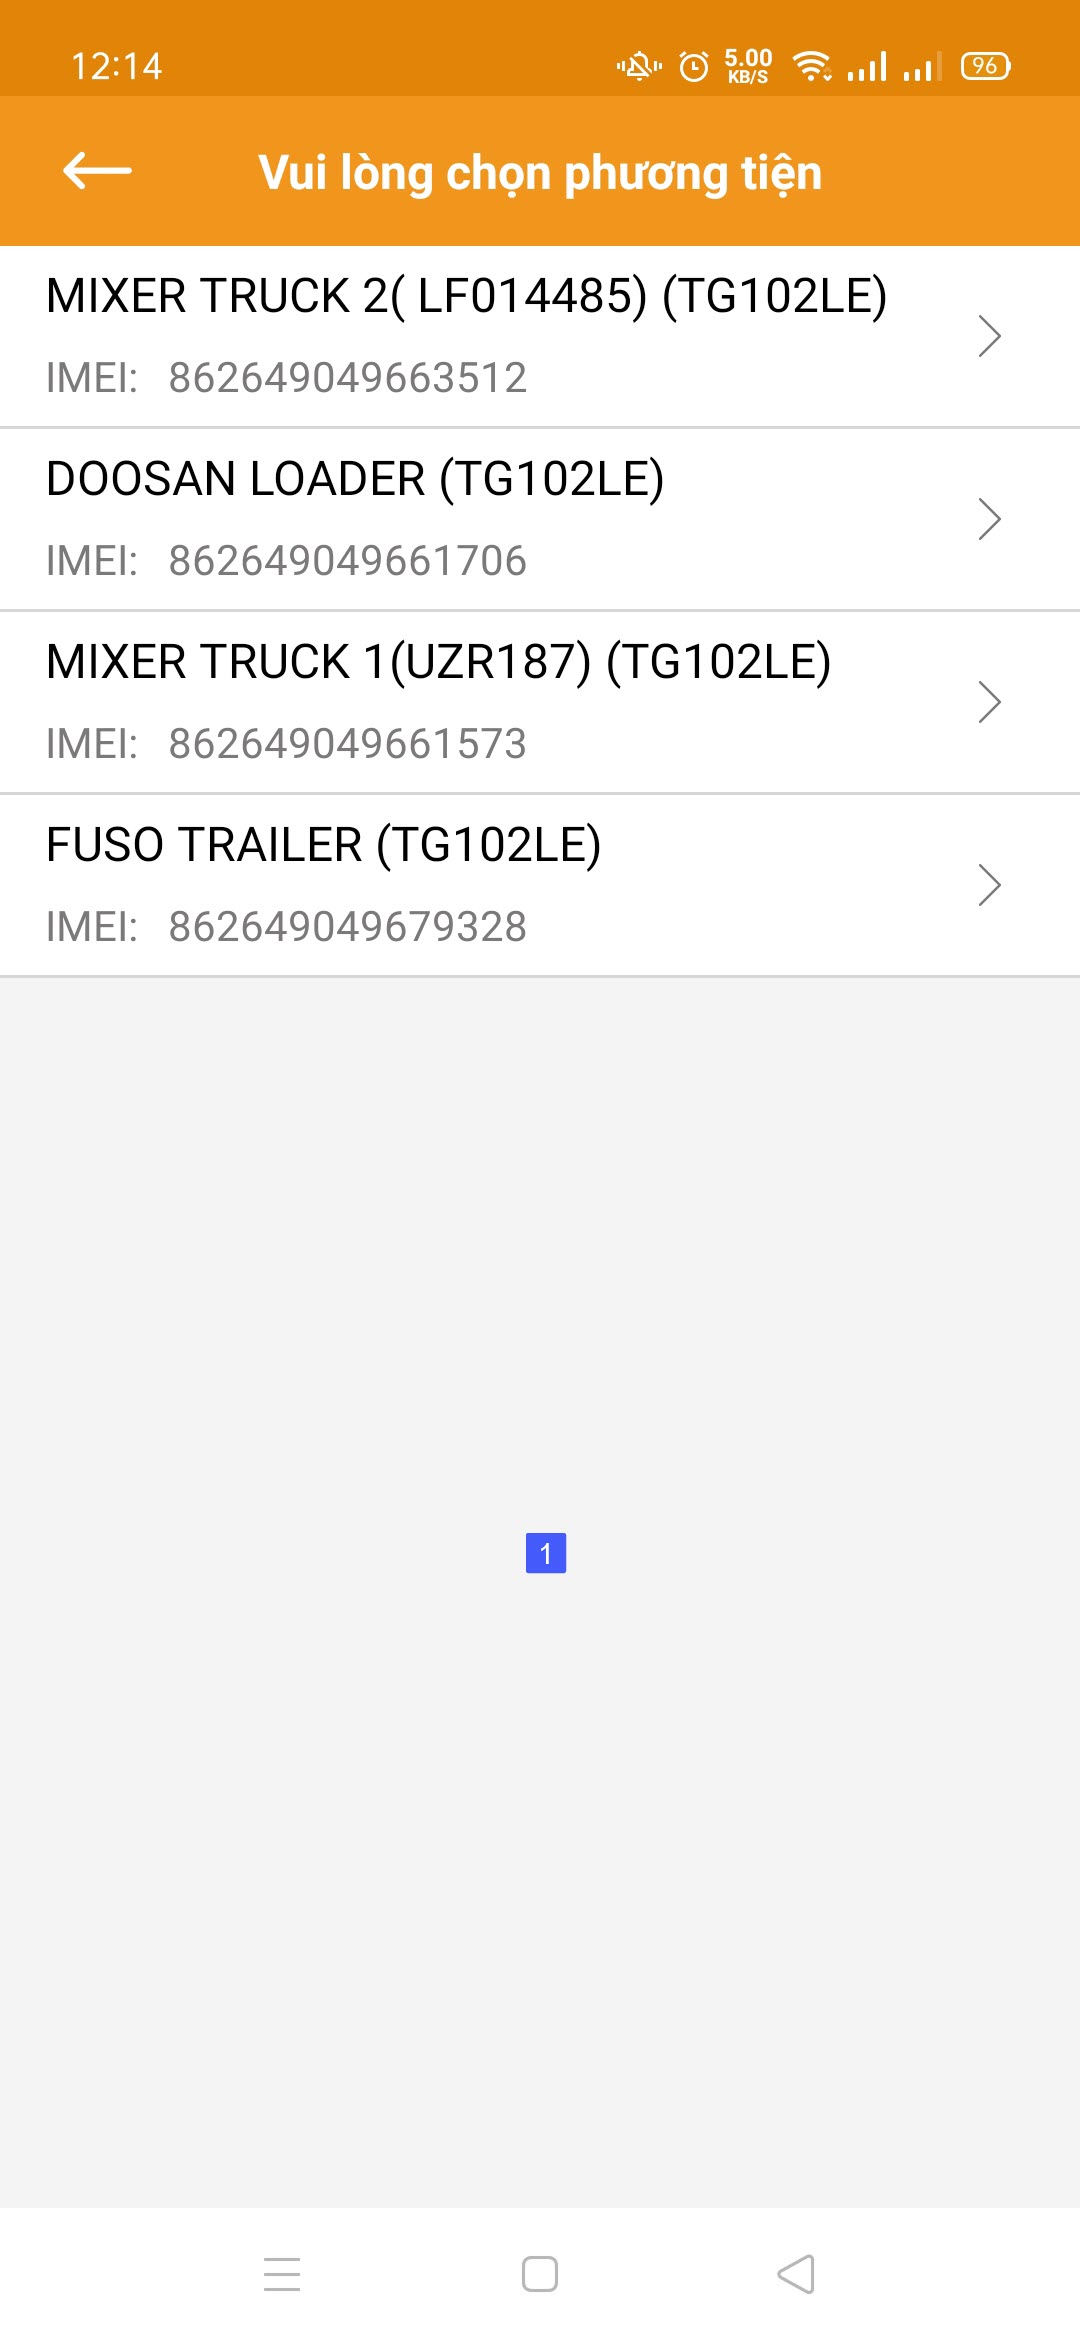 12:14
5.00
KB/S
96
Vui lòng chọn phương tiện
MIXER TRUCK 2( LF014485) (TG102LE)
IMEI: 862649049663512
DOOSAN LOADER (TG102LE)
IMEI: 862649049661706
MIXER TRUCK 1(UZR187) (TG102LE)
IMEI: 862649049661573
FUSO TRAILER (TG102LE)
IMEI: 862649049679328
1